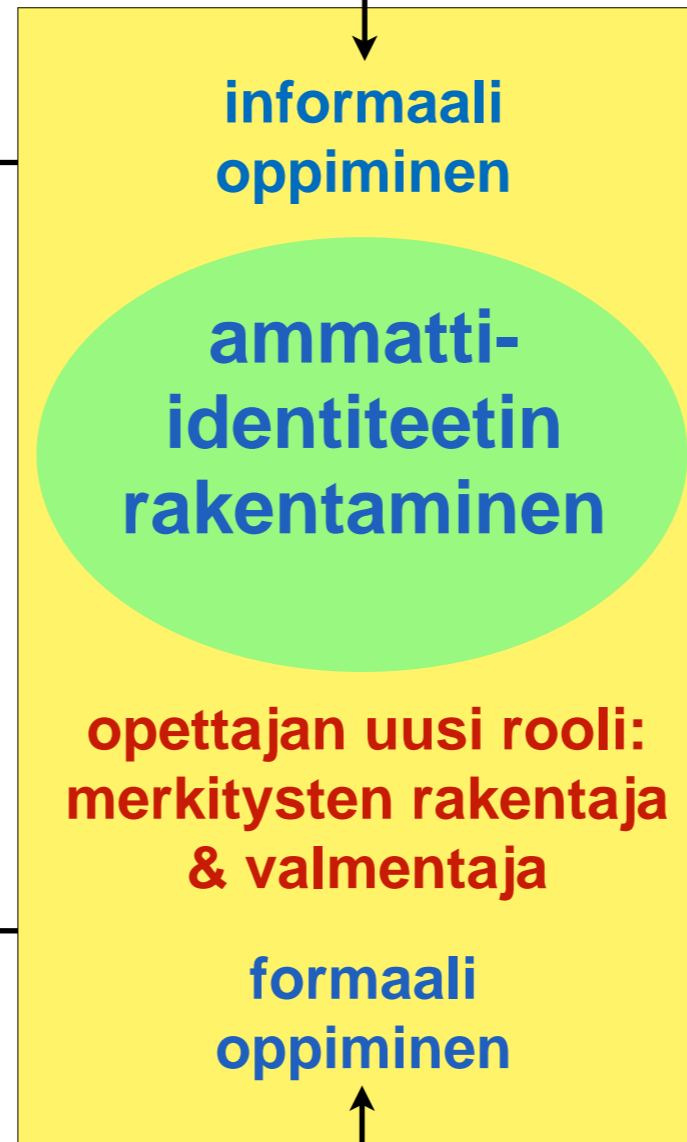 informaali
oppiminen
ammatti-
identiteetin
rakentaminen
opettajan uusi rooli:
merkitysten rakentaja
& valmentaja
formaali
oppiminen